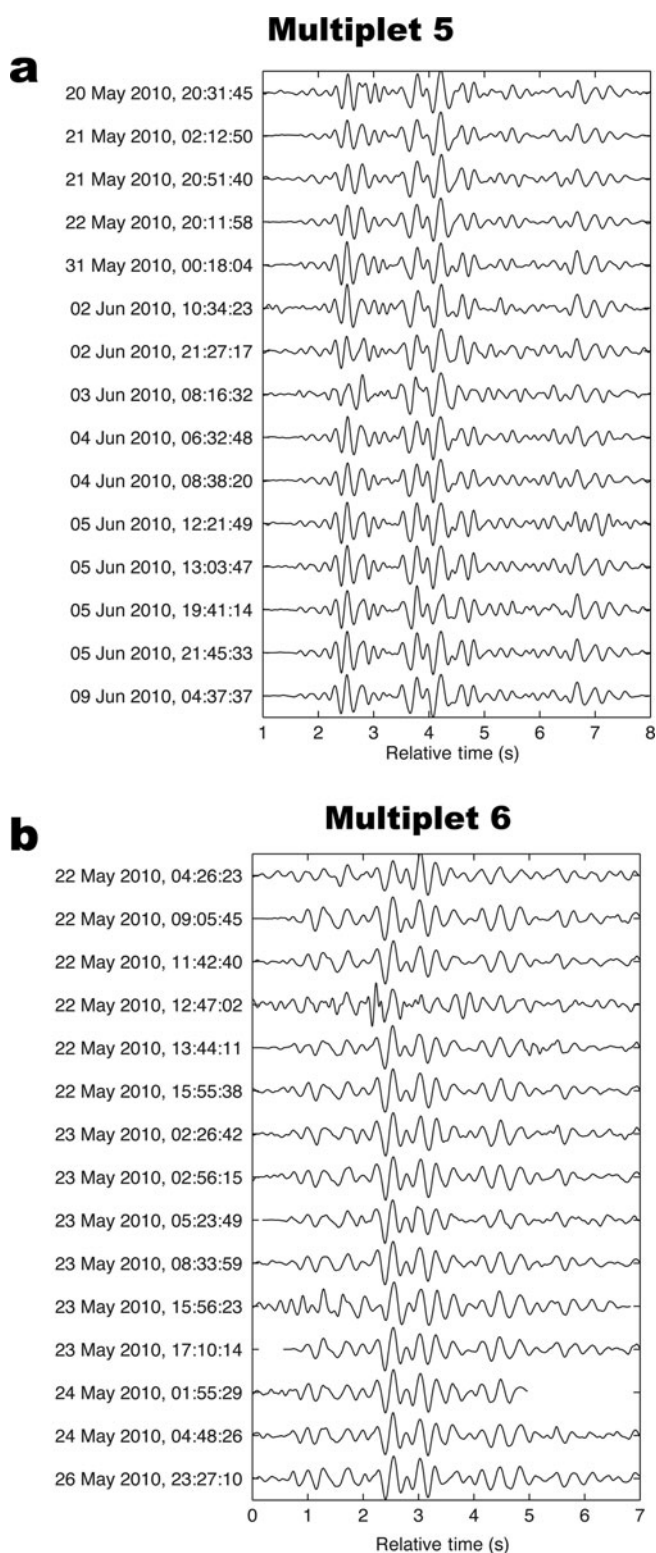 Multiplet 5
a
20 May 2010, 20:31:45
21 May 2010, 02:12:50
21 May 2010, 20:51:40
22 May 2010, 20:11:58
31 May 2010, 00:18:04
02 Jun 2010, 10:34:23
02 Jun 2010, 21:27:17
03 Jun 2010, 08:16:32
04 Jun 2010, 06:32:48
04 Jun 2010, 08:38:20
05 Jun 2010, 12:21:49
05 Jun 2010, 13:03:47
05 Jun 2010, 19:41:14
05 Jun 2010, 21:45:33
09 Jun 2010, 04:37:37
1 2 3 4 5 6 7 8
Relative time (s)
Multiplet 6
b
22 May 2010, 04:26:23
22 May 2010, 09:05:45
22 May 2010, 11:42:40
22 May 2010, 12:47:02
22 May 2010, 13:44:11
22 May 2010, 15:55:38
23 May 2010, 02:26:42
23 May 2010, 02:56:15
23 May 2010, 05:23:49
23 May 2010, 08:33:59
23 May 2010, 15:56:23
23 May 2010, 17:10:14
24 May 2010, 01:55:29
24 May 2010, 04:48:26
26 May 2010, 23:27:10
0 1 2 3 4 5 6 7
Relative time (s)